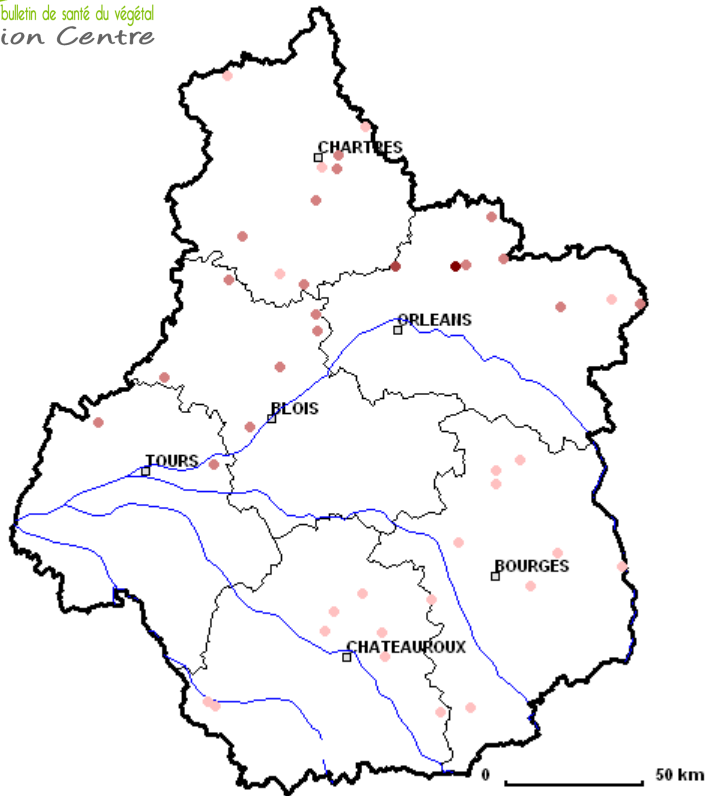 bulletin de santé du végétal
ion Centre
CHARTRES
ORLEANS
BLOIS
TOURS
BOURGES
CHATEAUROUX
0 50 km